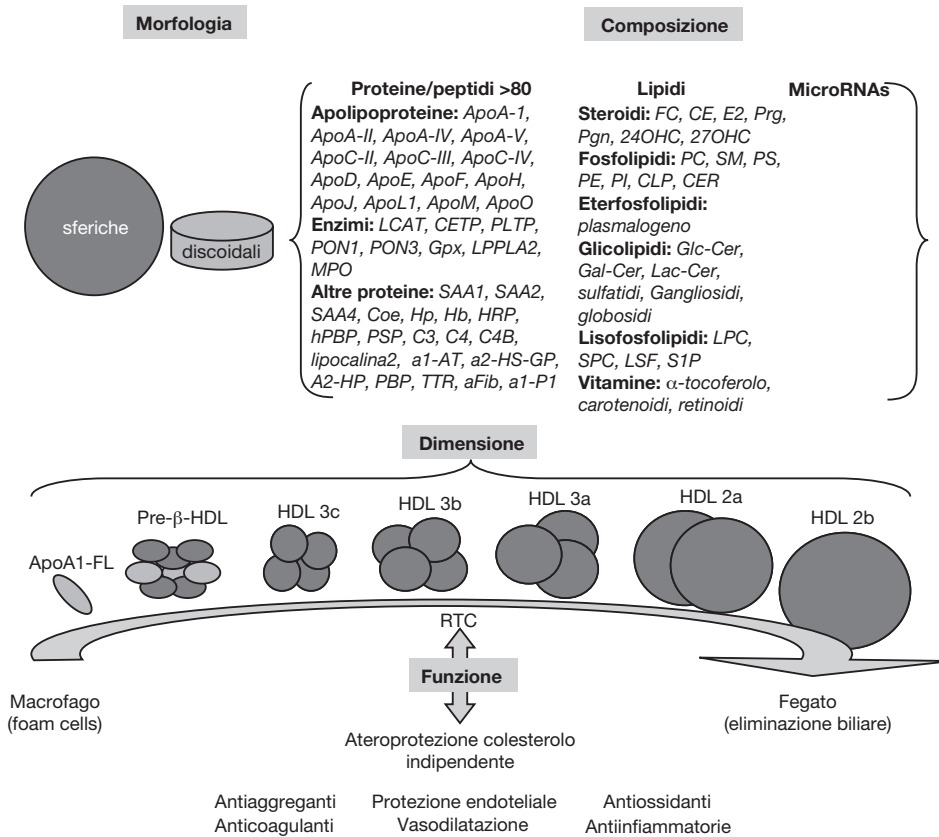 Morfologia
Composizione
sferiche
discoidali
Proteine/peptidi >80
Apolipoproteine: ApoA-1,
ApoA-II, ApoA-IV, ApoA-V,
ApoC-II, ApoC-III, ApoC-IV,
ApoD, ApoE, ApoF, ApoH,
ApoJ, ApoL1, ApoM, ApoO
Enzimi: LCAT, CETP, PLTP,
PON1, PON3, Gpx, LPPLA2,
MPO
Altre proteine: SAA1, SAA2,
SAA4, Coe, Hp, Hb, HRP,
hPBP, PSP, C3, C4, C4B,
lipocalina2, a1-AT, a2-HS-GP,
A2-HP, PBP, TTR, aFib, a1-P1
Lipidi
Steroidi: FC, CE, E2, Prg,
Pgn, 24OHC, 27OHC
Fosfolipidi: PC, SM, PS,
PE, PI, CLP, CER
Eterfosfolipidi:
plasmalogeno
Glicolipidi: Glc-Cer,
Gal-Cer, Lac-Cer,
sulfatidi, Gangliosidi,
globosidi
Lisofosfolipidi: LPC,
SPC, LSF, S1P
Vitamine: α-tocoferolo,
carotenoidi, retinoidi
MicroRNAs
Dimensione
ApoA1-FL
Pre-β-HDL
HDL 3c
HDL 3b
HDL 3a
HDL 2a
HDL 2b
RTC
Funzione
Macrofago
(foam cells)
Fegato
(eliminazione biliare)
Ateroprotezione colesterolo
indipendente
Antiaggreganti
Anticoagulanti
Protezione endoteliale
Vasodilatazione
Antiossidanti
Antiinfiammatorie